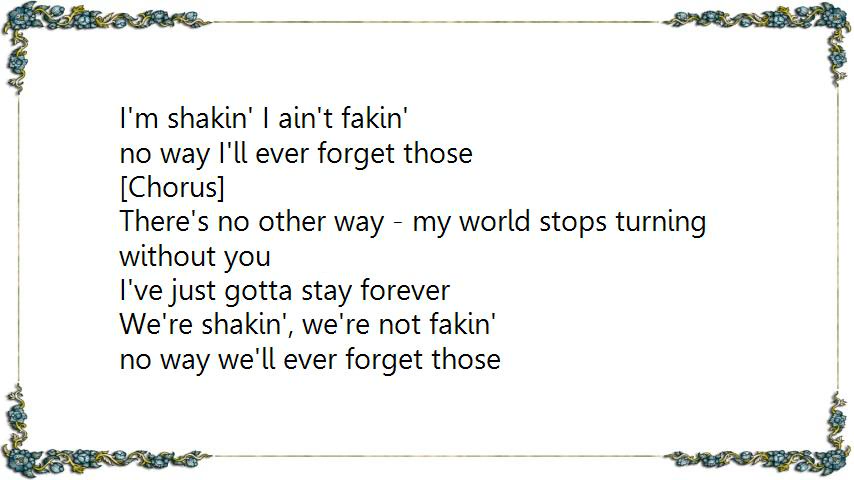 I'm shakin' I ain't fakin'
no way I'll ever forget those
[Chorus]
There's no other way - my world stops turning
without you
I've just gotta stay forever
We're shakin', we're not fakin'
no way we'll ever forget those